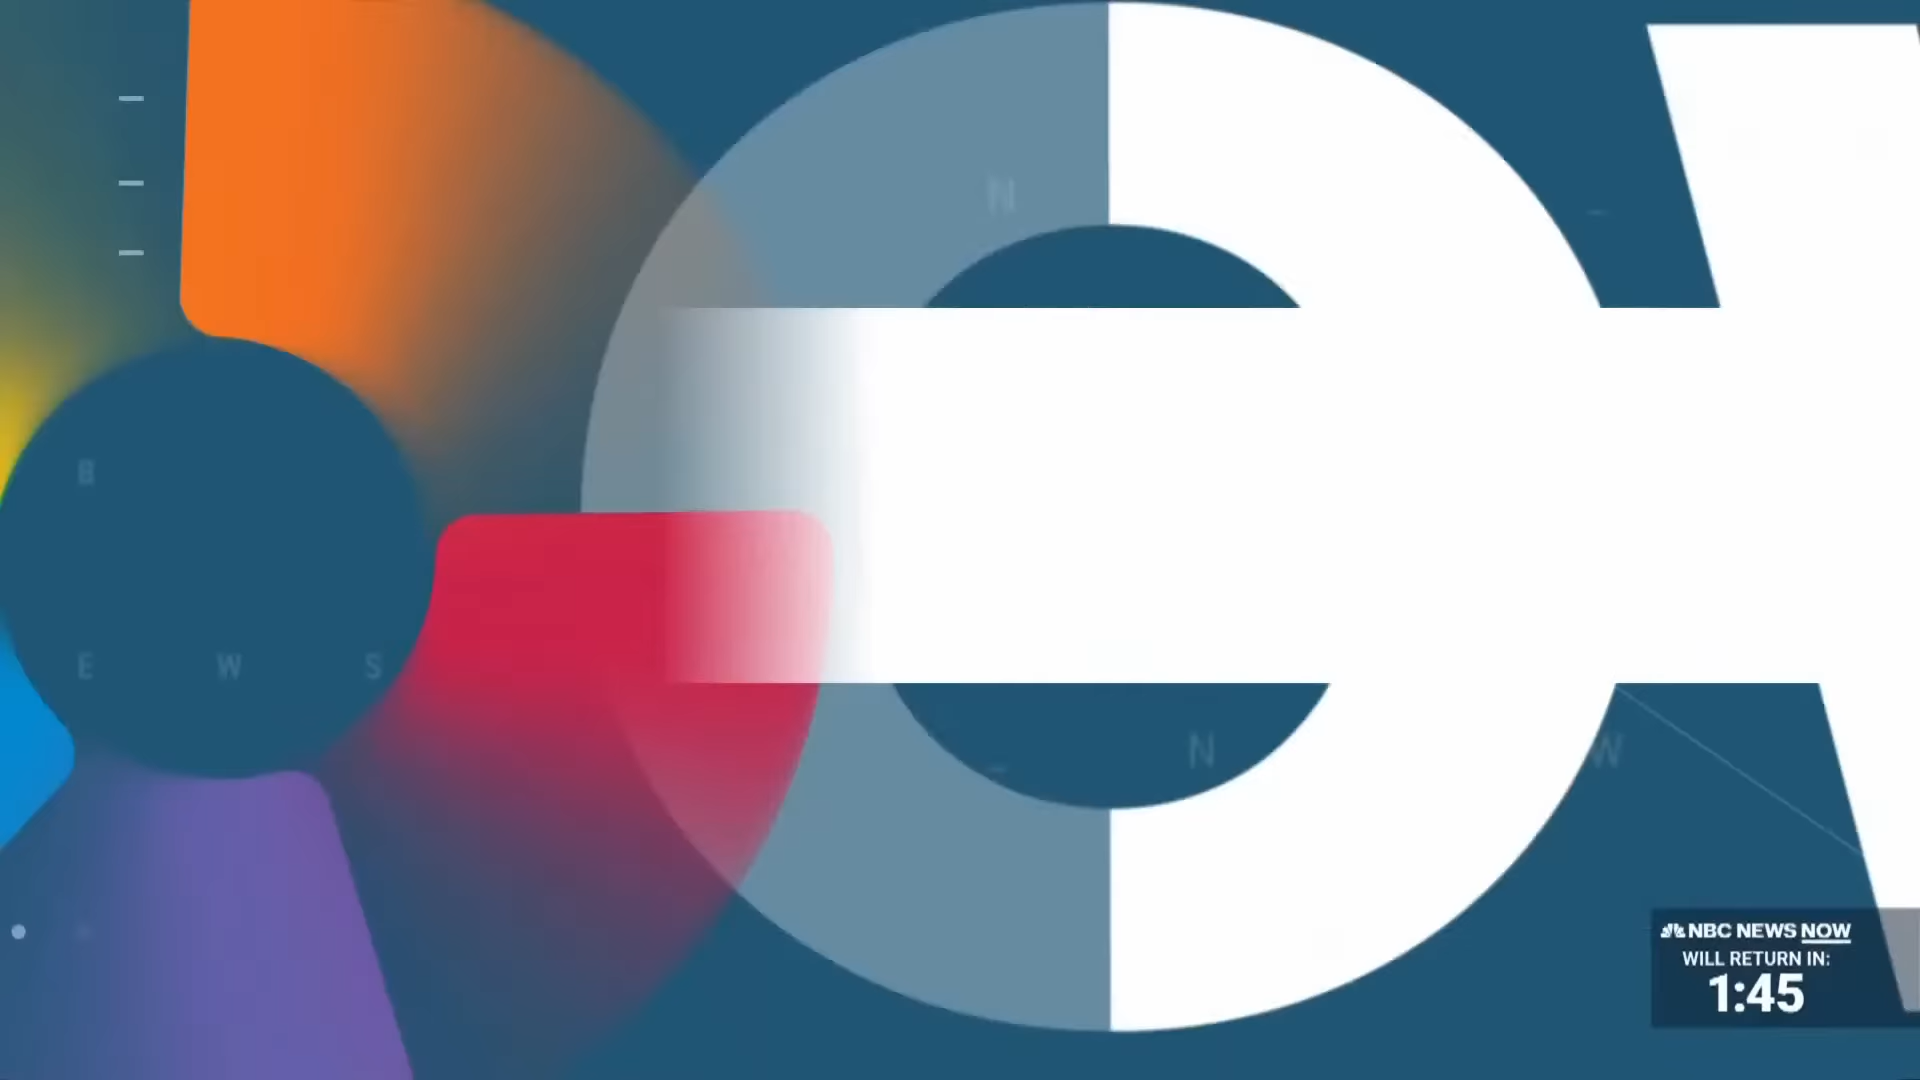 N
B
E W S
N W
NBC NEWS NOW
WILL RETURN IN:
1:45